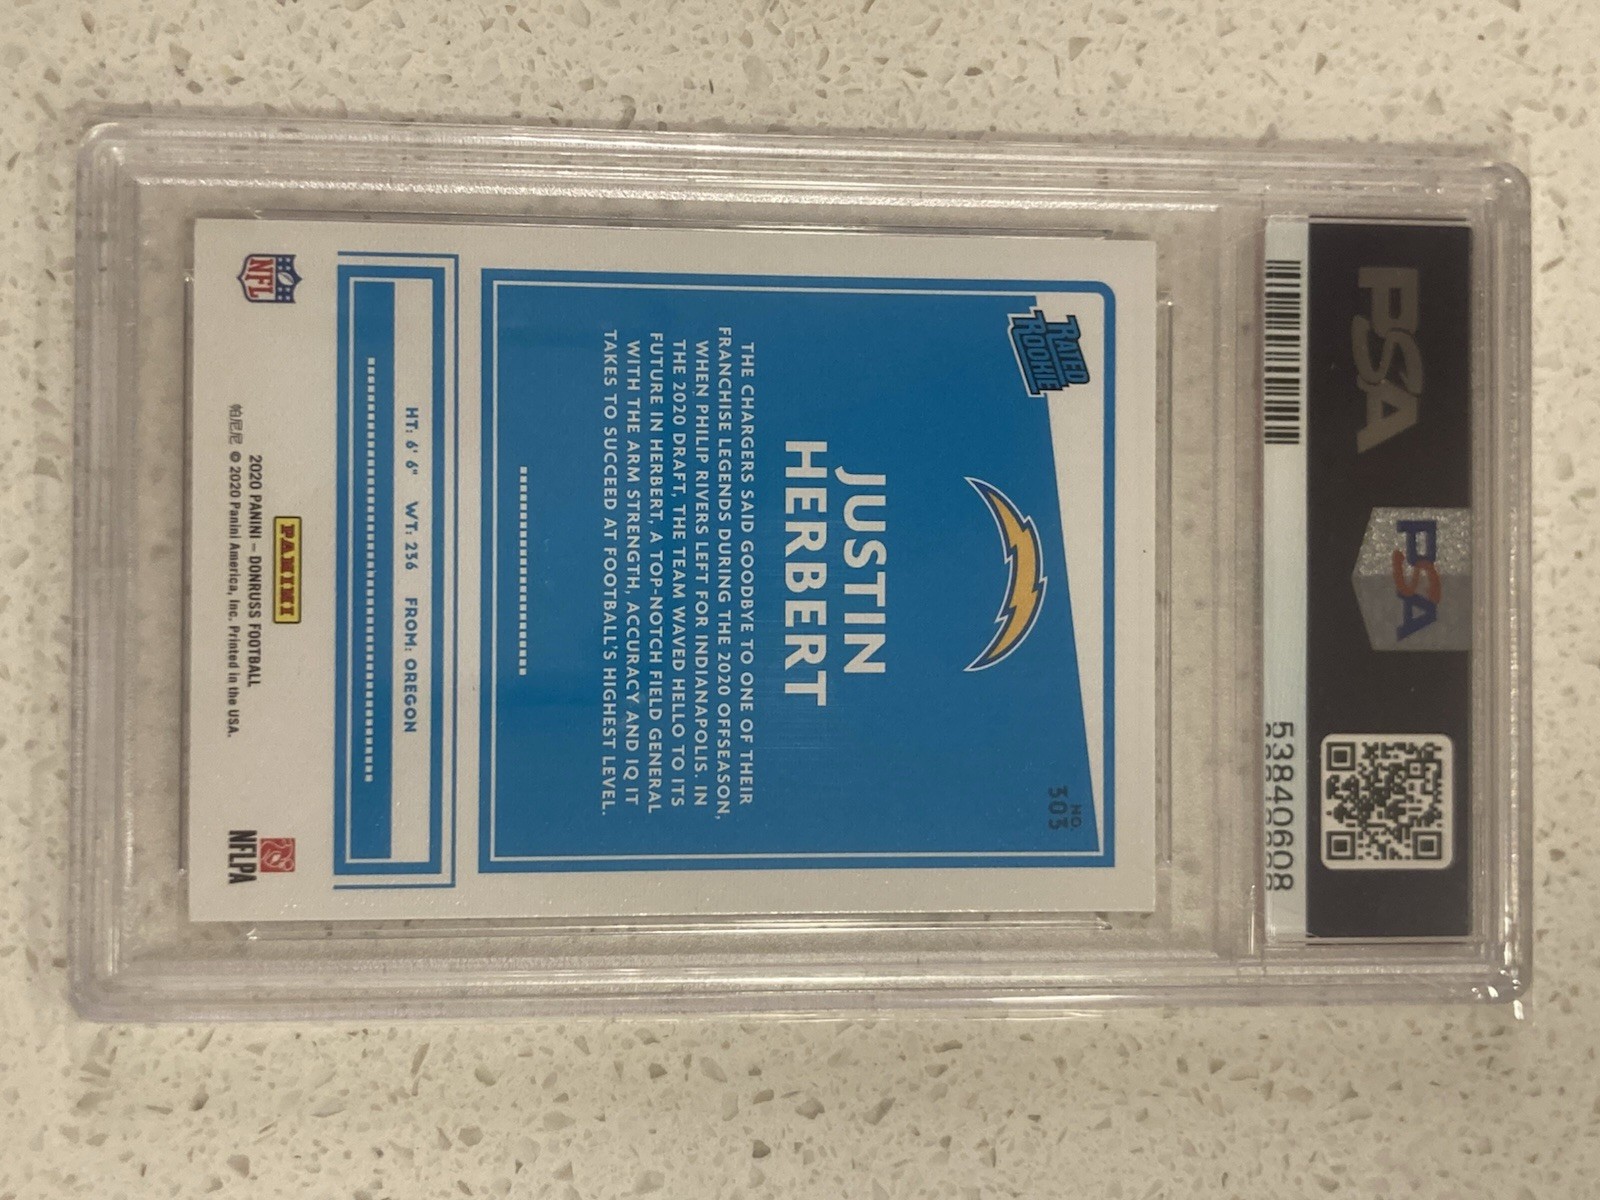 PSA
PSA
53840608
RATED
ROOKIE
NO.
303
JUSTIN
HERBERT
THE CHARGERS SAID GOODBYE TO ONE OF THEIR
FRANCHISE LEGENDS DURING THE 2020 OFFSEASON,
WHEN PHILIP RIVERS LEFT FOR INDIANAPOLIS. IN
THE 2020 DRAFT, THE TEAM WAVED HELLO TO ITS
FUTURE IN HERBERT, A TOP-NOTCH FIELD GENERAL
WITH THE ARM STRENGTH, ACCURACY AND IQ IT
TAKES TO SUCCEED AT FOOTBALL'S HIGHEST LEVEL.
HT: 6' 6" WT: 236 FROM: OREGON
NFL
PANINI
NFLPA
2020 PANINI – DONRUSS FOOTBALL
帕尼尼 © 2020 Panini America, Inc. Printed in the USA.